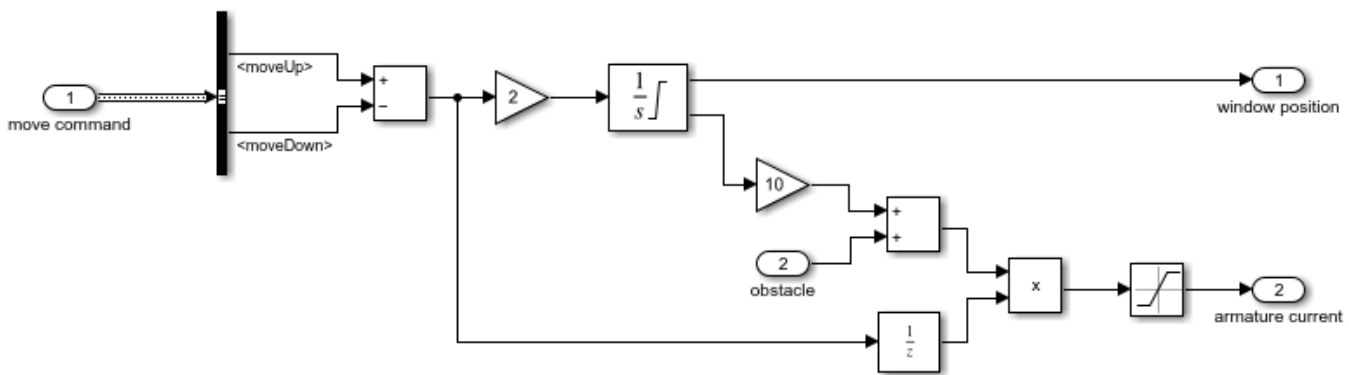 <moveUp>
+
−
1
move command
<moveDown>
2
1
s
1
window position
10
+
+
2
obstacle
x
2
armature current
1
z